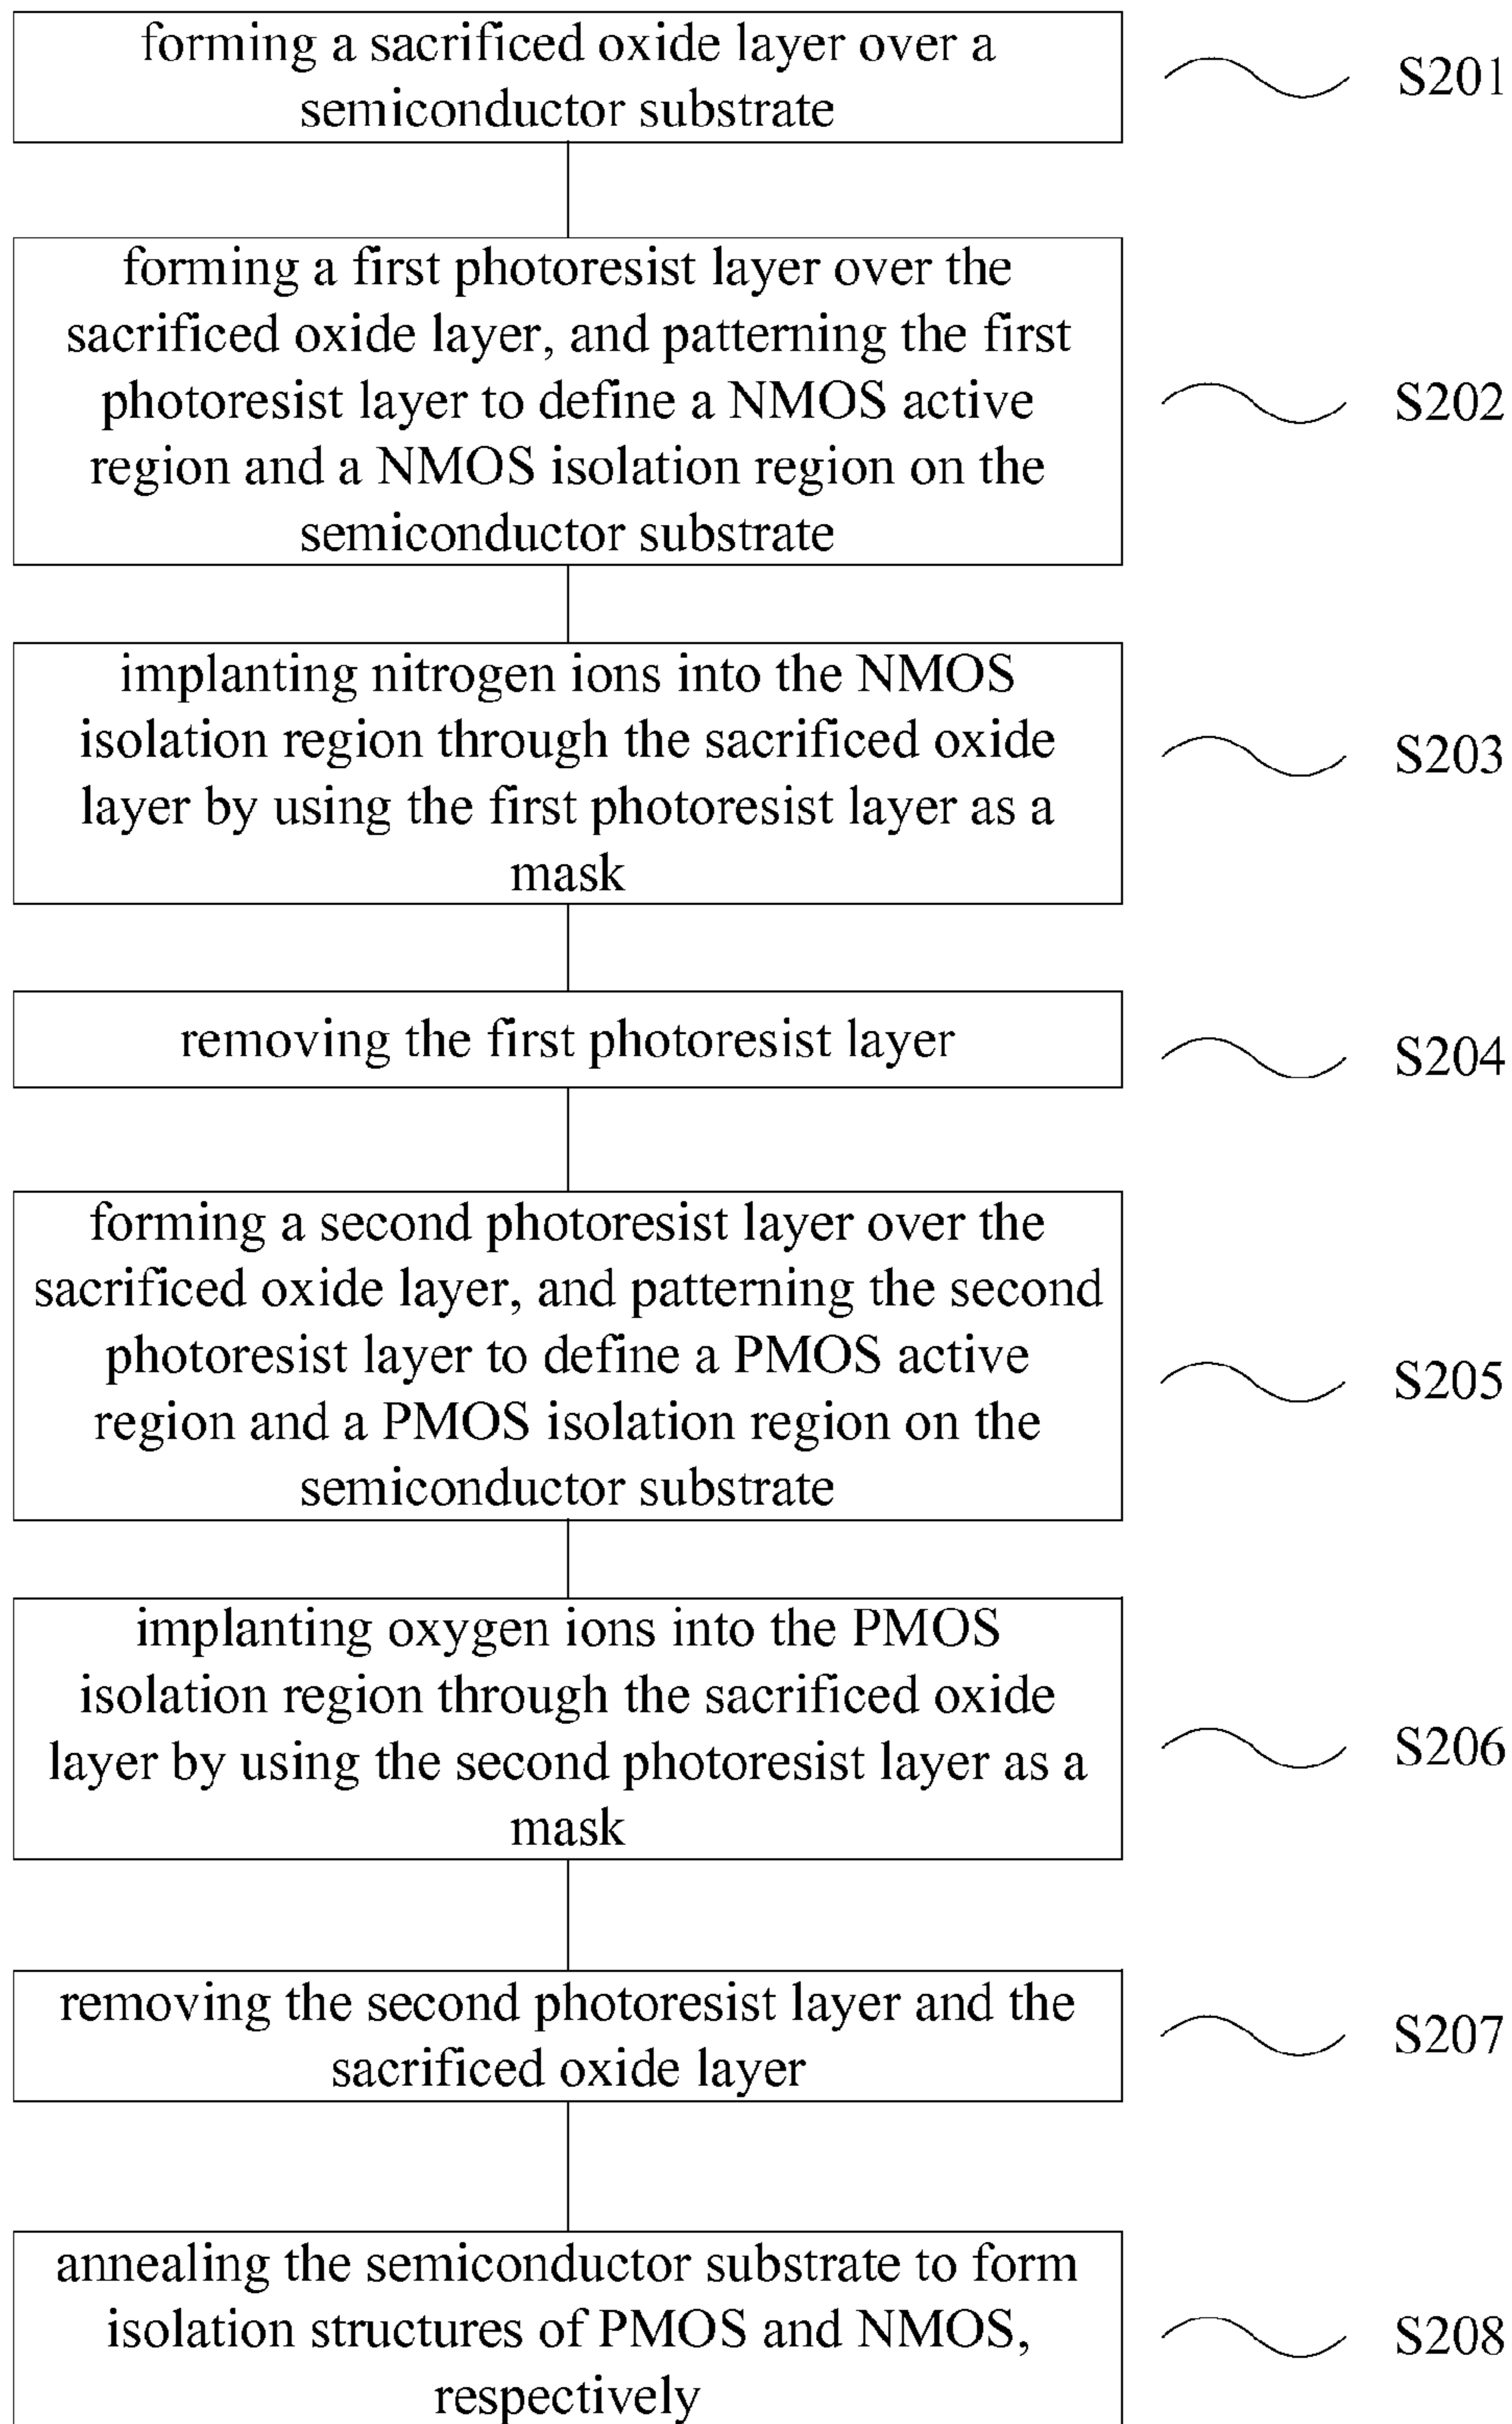 forming a sacrificed oxide layer over a
semiconductor substrate
S201
forming a first photoresist layer over the
sacrificed oxide layer, and patterning the first
photoresist layer to define a NMOS active
region and a NMOS isolation region on the
semiconductor substrate
S202
implanting nitrogen ions into the NMOS
isolation region through the sacrificed oxide
layer by using the first photoresist layer as a
mask
S203
removing the first photoresist layer
S204
forming a second photoresist layer over the
sacrificed oxide layer, and patterning the second
photoresist layer to define a PMOS active
region and a PMOS isolation region on the
semiconductor substrate
S205
implanting oxygen ions into the PMOS
isolation region through the sacrificed oxide
layer by using the second photoresist layer as a
mask
S206
removing the second photoresist layer and the
sacrificed oxide layer
S207
annealing the semiconductor substrate to form
isolation structures of PMOS and NMOS,
respectively
S208